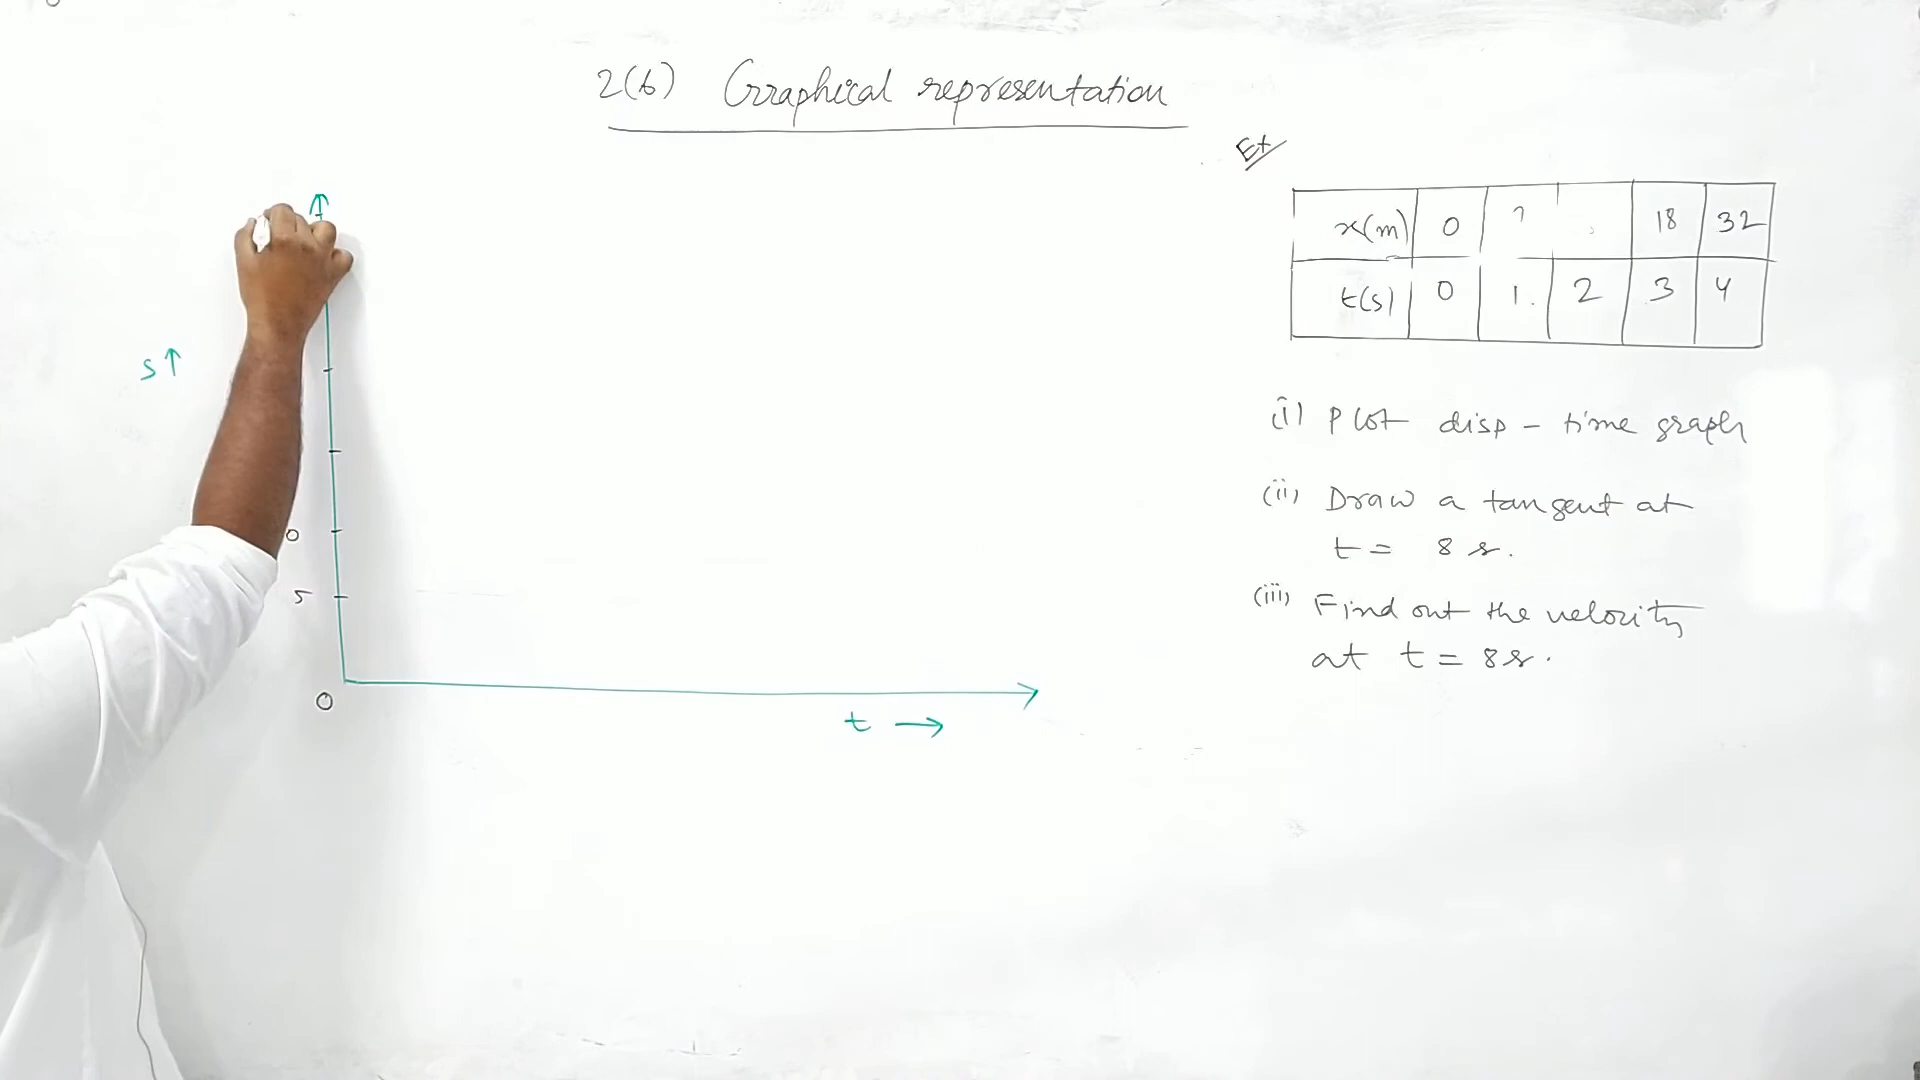 2(b) Graphical representation
Ex
x(m) 0 18 32
t(s) 0 1. 2 3 4
(i) Plot disp - time graph
(ii) Draw a tangent at
t = 8 s.
(iii) Find out the velocity
at t = 8s.
s↑
0
5
0
t →